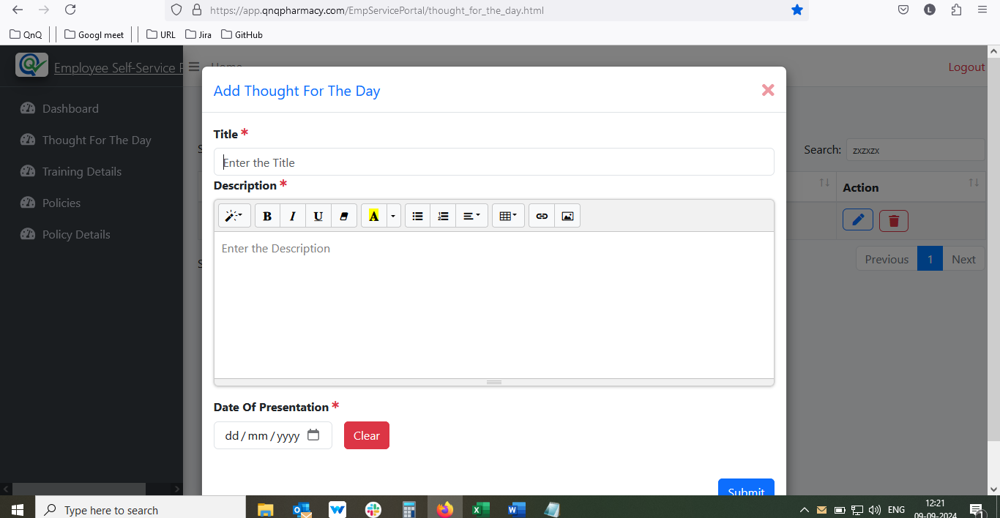 https://app.qnqpharmacy.com/EmpServicePortal/thought_for_the_day.html
L
QnQ
Googl meet
URL
Jira
GitHub
Employee Self-Service
Home
Logout
Add Thought For The Day
Dashboard
Thought For The Day
Training Details
Policies
Policy Details
Title *
Enter the Title
Search: zxzxzx
Description *
Action
B I U A
Enter the Description
Previous 1 Next
Date Of Presentation *
dd / mm / yyyy
Clear
Submit
Type here to search
ENG
12:21
09-09-2024
1